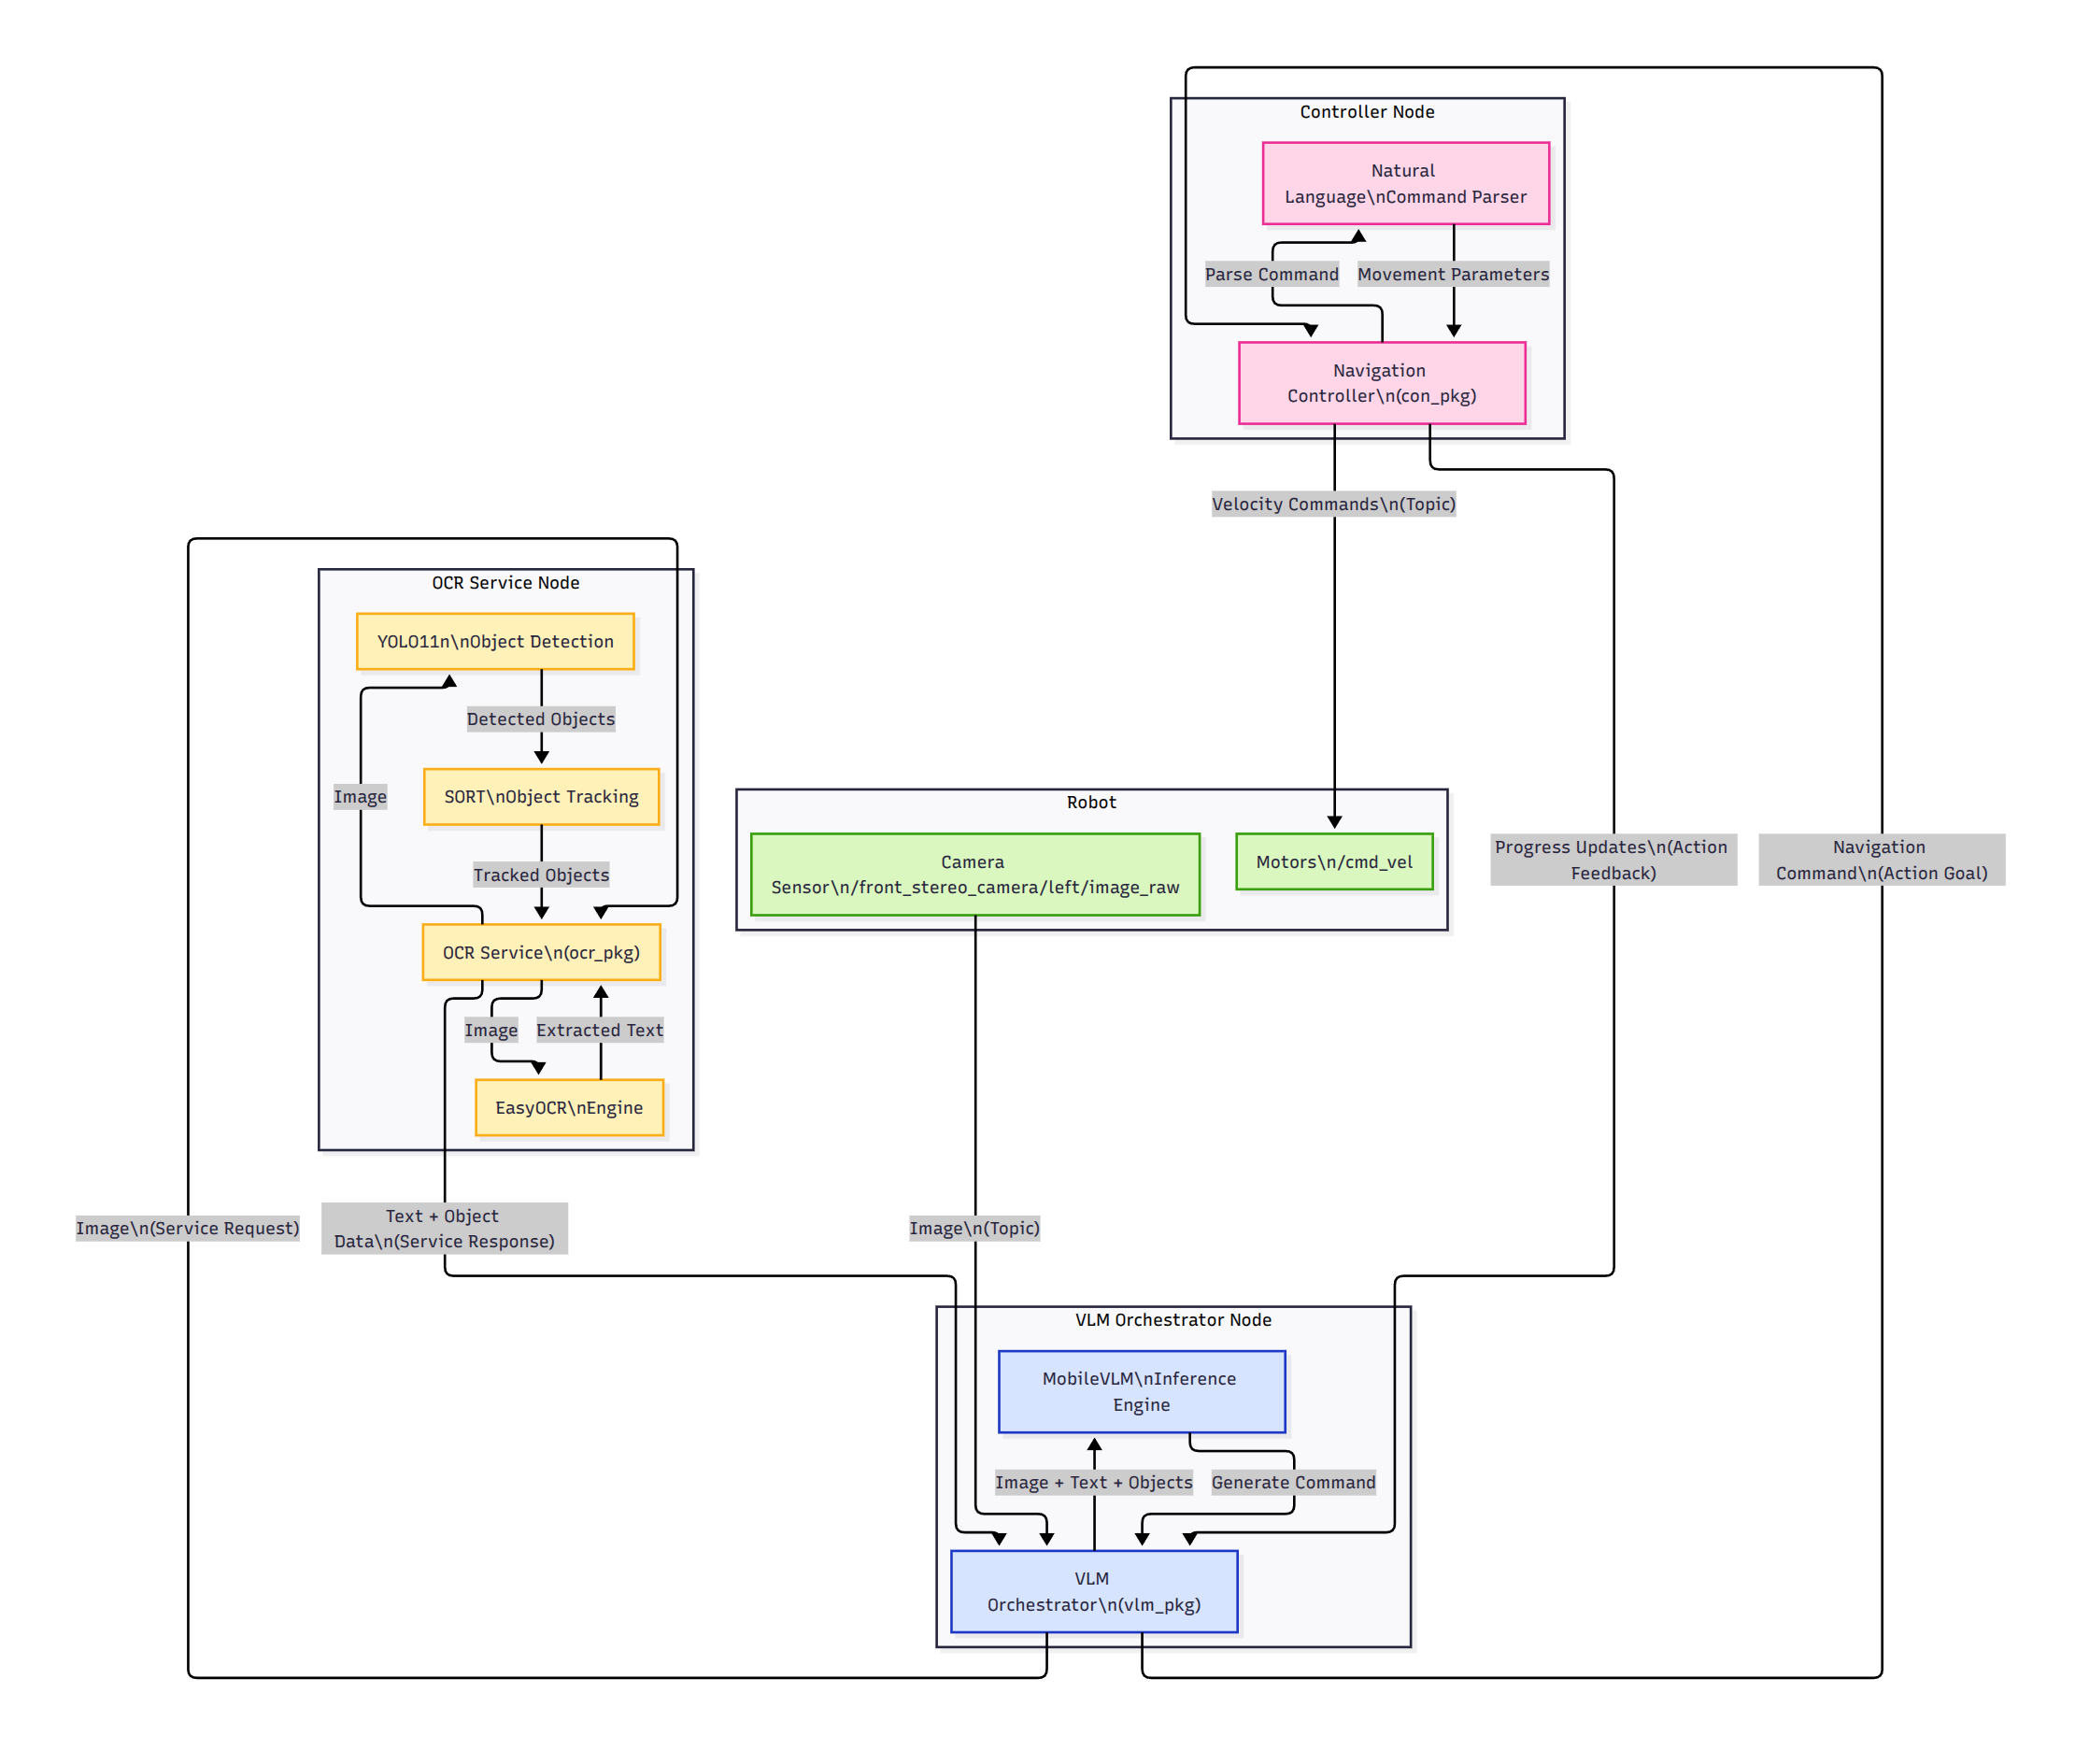 Controller Node
Natural
Language\nCommand Parser
Parse Command
Movement Parameters
Navigation
Controller\n(con_pkg)
Velocity Commands\n(Topic)
OCR Service Node
YOLO11n\nObject Detection
Detected Objects
Image
SORT\nObject Tracking
Tracked Objects
OCR Service\n(ocr_pkg)
Image
Extracted Text
EasyOCR\nEngine
Robot
Camera
Sensor\n/front_stereo_camera/left/image_raw
Motors\n/cmd_vel
Progress Updates\n(Action
Feedback)
Navigation
Command\n(Action Goal)
Image\n(Service Request)
Text + Object
Data\n(Service Response)
Image\n(Topic)
VLM Orchestrator Node
MobileVLM\nInference
Engine
Image + Text + Objects
Generate Command
VLM
Orchestrator\n(vlm_pkg)